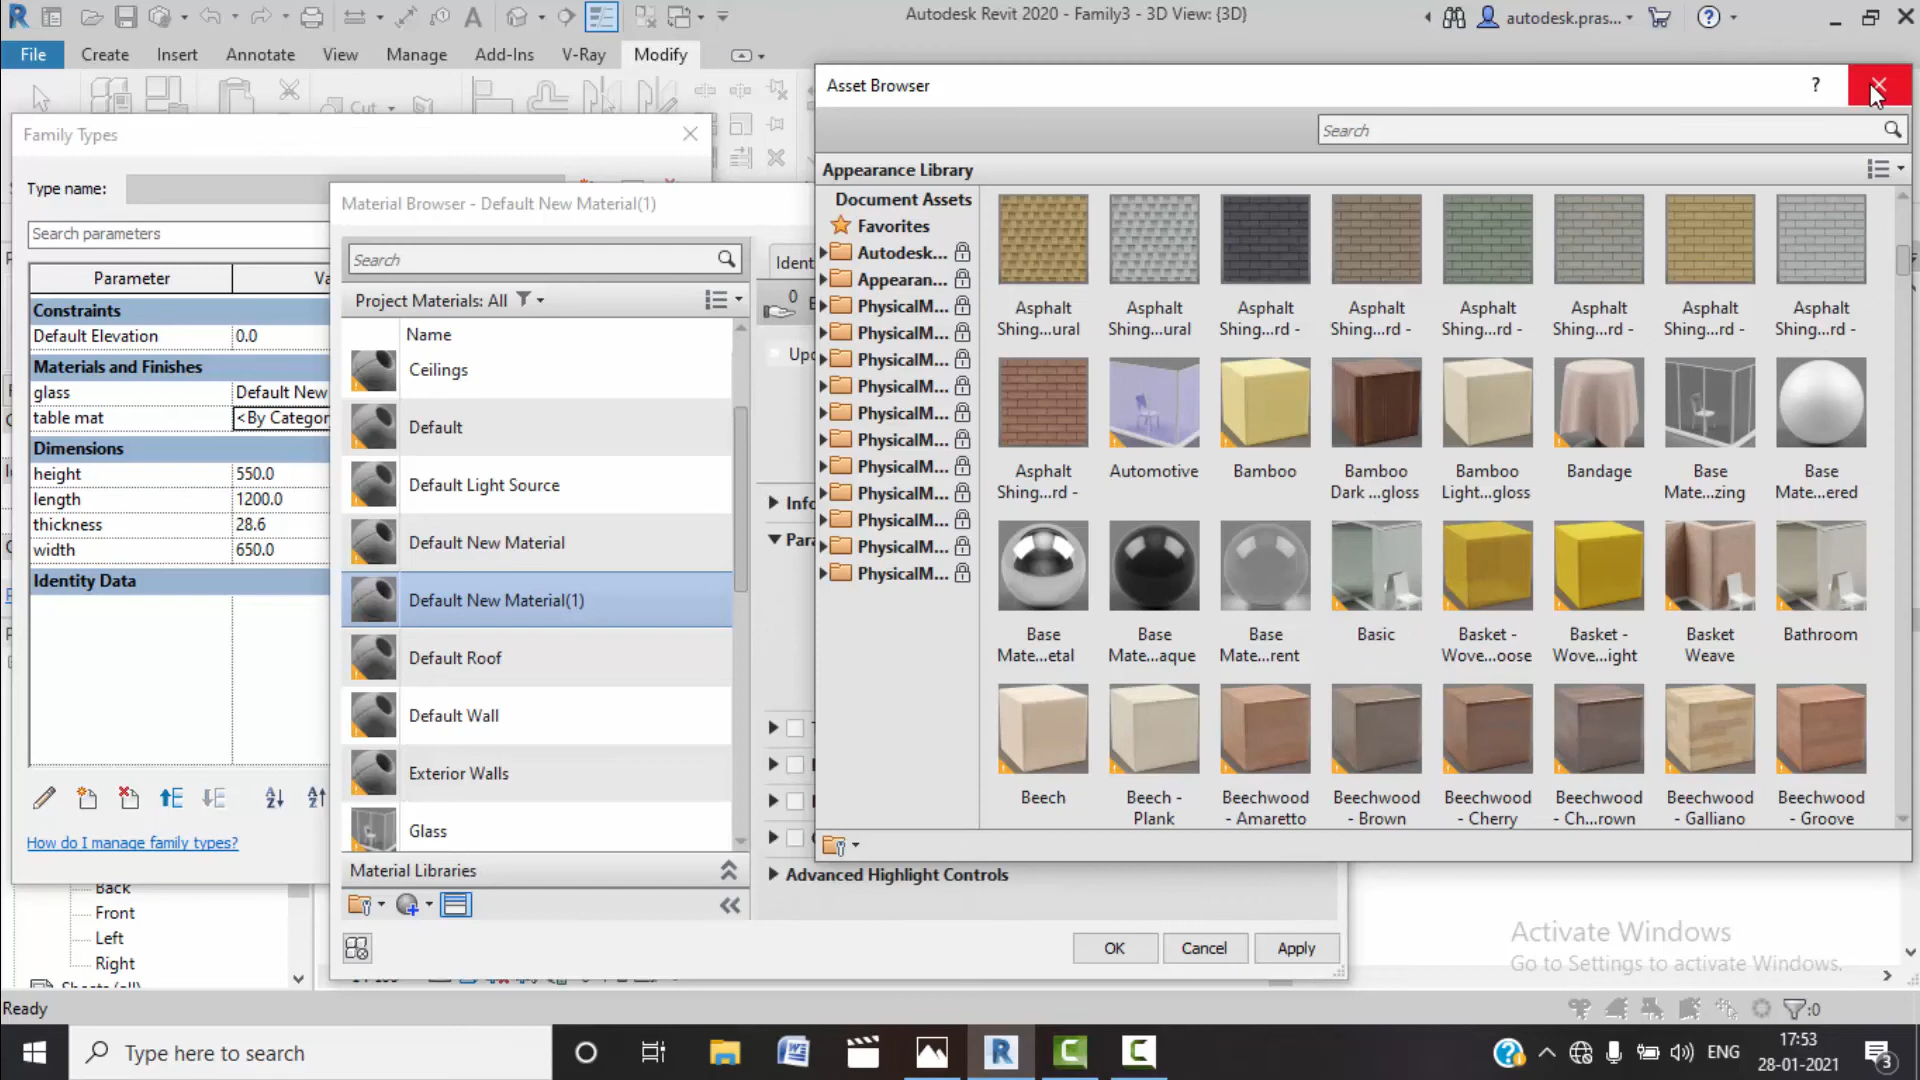 Autodesk Revit 2020 - Family3 - 3D View: {3D}
autodesk.pras...
File Create Insert Annotate View Manage Add-Ins V-Ray Modify
Cut
Family Types
Type name:
Search parameters
Parameter
Constraints
Default Elevation 0.0
Materials and Finishes
glass Default New
table mat <By Categor
Dimensions
height 550.0
length 1200.0
thickness 28.6
width 650.0
Identity Data
How do I manage family types?
Back
Front
Left
Right
Sheets (all)
Material Browser - Default New Material(1)
Search
Project Materials: All
Name
Ceilings
Default
Default Light Source
Default New Material
Default New Material(1)
Default Roof
Default Wall
Exterior Walls
Glass
Material Libraries
Ident
0
Advanced Highlight Controls
OK Cancel Apply
Asset Browser
?
Search
Appearance Library
Document Assets
Favorites
Autodesk...
Appearan...
PhysicalM...
PhysicalM...
PhysicalM...
PhysicalM...
PhysicalM...
PhysicalM...
PhysicalM...
PhysicalM...
PhysicalM...
PhysicalM...
PhysicalM...
Asphalt Asphalt Asphalt Asphalt Asphalt Asphalt Asphalt Asphalt
Shing...ural Shing...ural Shing...rd - Shing...rd - Shing...rd - Shing...rd - Shing...rd - Shing...rd -
Asphalt Automotive Bamboo Bamboo Bamboo Bandage Base Base
Shing...rd - Dark ...gloss Light...gloss Mate...zing Mate...ered
Base Base Base Basic Basket - Basket - Basket Bathroom
Mate...etal Mate...aque Mate...rent Wove...oose Wove...ight Weave
Beech Beech - Beechwood Beechwood Beechwood Beechwood Beechwood Beechwood
Plank - Amaretto - Brown - Cherry - Ch...rown - Galliano - Groove
Activate Windows
Go to Settings to activate Windows.
Ready
:0
Type here to search
ENG
17:53
28-01-2021
3